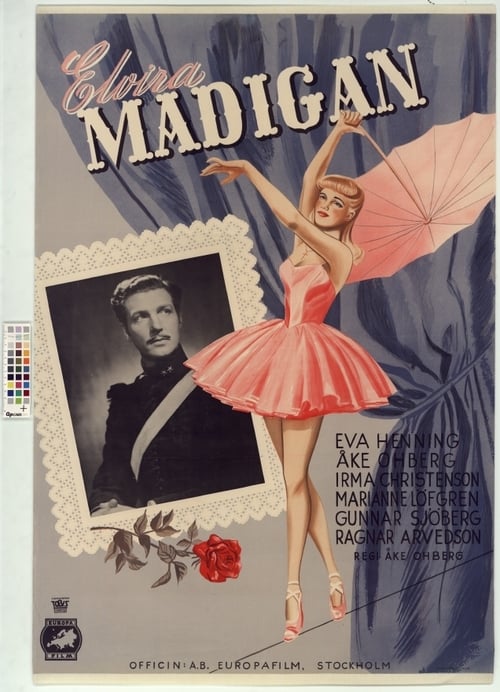 Elvira
MADIGAN
EVA HENNING
ÅKE OHBERG
IRMA CHRISTENSON
MARIANNE LÖFGREN
GUNNAR SJÖBERG
RAGNAR ARVEDSON
REGI ÅKE OHBERG
EUROPA
FILM
OFFICIN: A.B. EUROPAFILM, STOCKHOLM